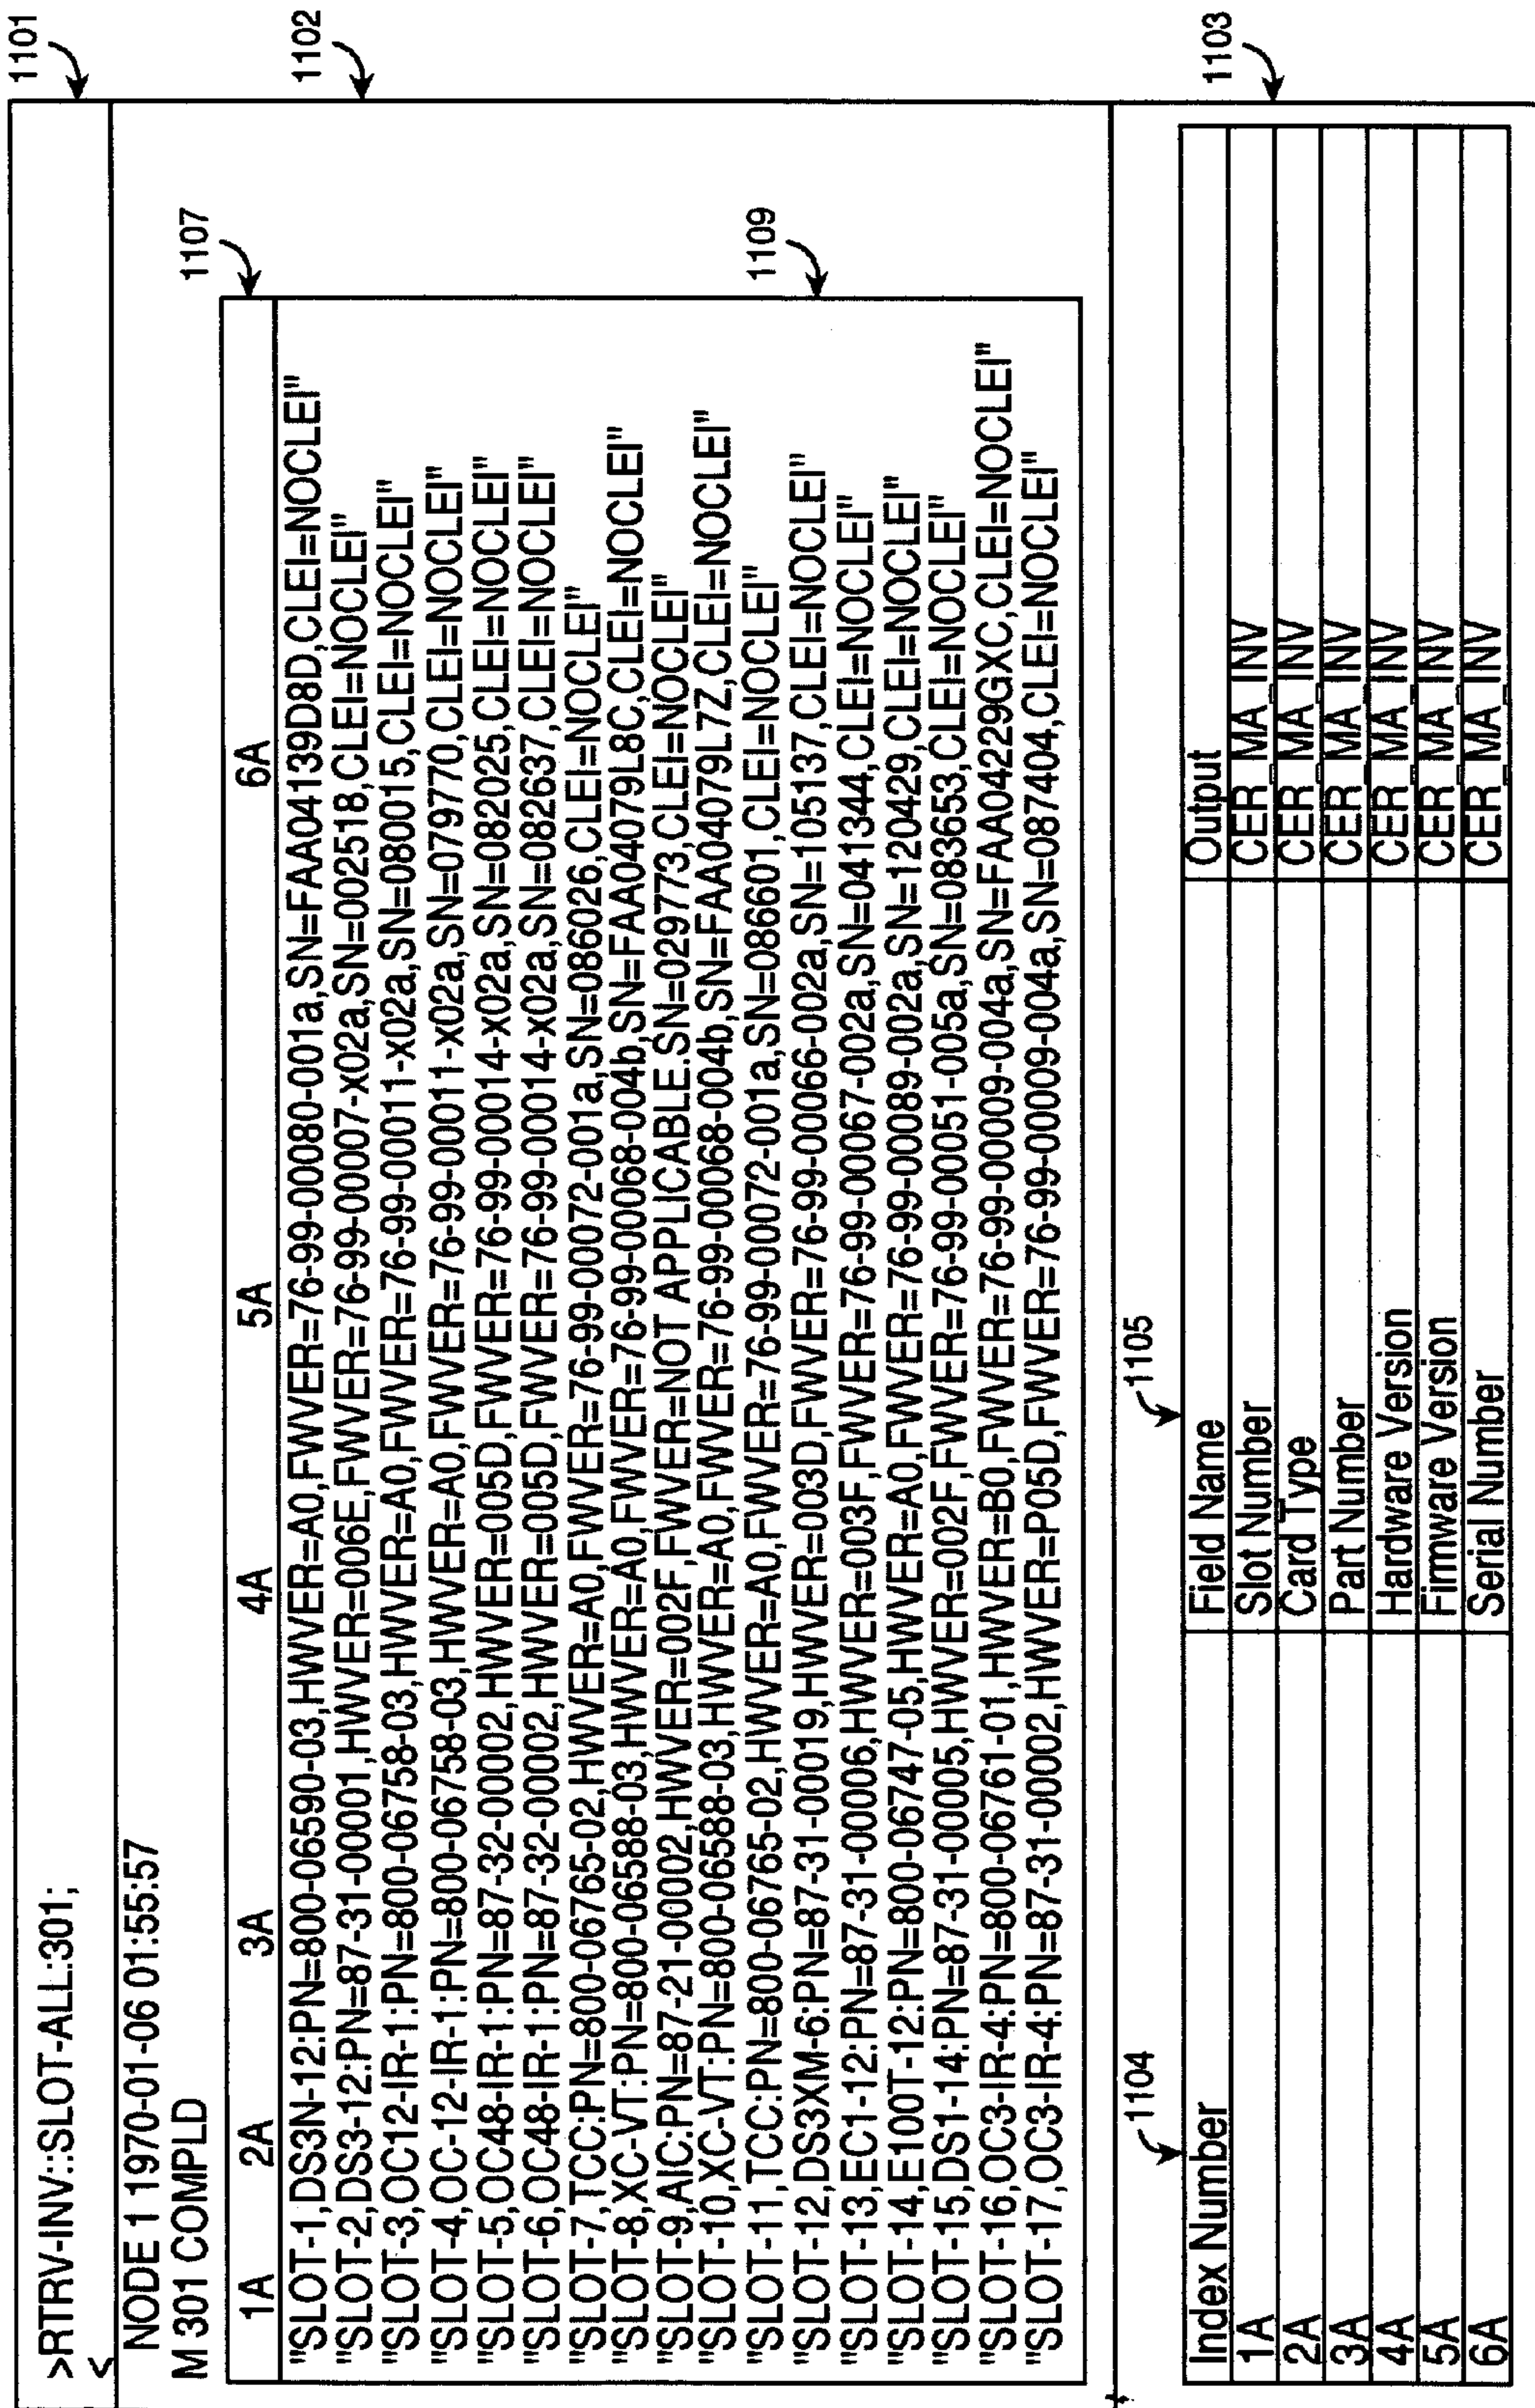 1101
>RTRV-INV::SLOT-ALL:301;
<
1102
NODE 1 1970-01-06 01:55:57
M 301 COMPLD
1107
1A 2A 3A 4A 5A 6A
"SLOT-1,DS3N-12:PN=800-06590-03,HWVER=A0,FWVER=76-99-00080-001a,SN=FAA04139D8D,CLEI=NOCLEI"
"SLOT-2,DS3-12:PN=87-31-00001,HWVER=006E,FWVER=76-99-00007-x02a,SN=002518,CLEI=NOCLEI"
"SLOT-3,OC12-IR-1:PN=800-06758-03,HWVER=A0,FWVER=76-99-00011-x02a,SN=080015,CLEI=NOCLEI"
"SLOT-4,OC-12-IR-1:PN=800-06758-03,HWVER=A0,FWVER=76-99-00011-x02a,SN=079770,CLEI=NOCLEI"
"SLOT-5,OC48-IR-1:PN=87-32-00002,HWVER=005D,FWVER=76-99-00014-x02a,SN=082025,CLEI=NOCLEI"
"SLOT-6,OC48-IR-1:PN=87-32-00002,HWVER=005D,FWVER=76-99-00014-x02a,SN=082637,CLEI=NOCLEI"
"SLOT-7,TCC:PN=800-06765-02,HWVER=A0,FWVER=76-99-00072-001a,SN=086026,CLEI=NOCLEI"
"SLOT-8,XC-VT:PN=800-06588-03,HWVER=A0,FWVER=76-99-00068-004b,SN=FAA04079L8C,CLEI=NOCLEI"
"SLOT-9,AIC:PN=87-21-00002,HWVER=002F,FWVER=NOT APPLICABLE.SN=029773,CLEI=NOCLEI"
"SLOT-10,XC-VT:PN=800-06588-03,HWVER=A0,FWVER=76-99-00068-004b,SN=FAA04079L7Z,CLEI=NOCLEI"
"SLOT-11,TCC:PN=800-06765-02,HWVER=A0,FWVER=76-99-00072-001a,SN=086601,CLEI=NOCLEI"
1109
"SLOT-12,DS3XM-6:PN=87-31-00019,HWVER=003D,FWVER=76-99-00066-002a,SN=105137,CLEI=NOCLEI"
"SLOT-13,EC1-12:PN=87-31-00006,HWVER=003F,FWVER=76-99-00067-002a,SN=041344,CLEI=NOCLEI"
"SLOT-14,E100T-12:PN=800-06747-05,HWVER=A0,FWVER=76-99-00089-002a,SN=120429,CLEI=NOCLEI"
"SLOT-15,DS1-14:PN=87-31-00005,HWVER=002F,FWVER=76-99-00051-005a,SN=083653,CLEI=NOCLEI"
"SLOT-16,OC3-IR-4:PN=800-06761-01,HWVER=B0,FWVER=76-99-00009-004a,SN=FAA04229GXC,CLEI=NOCLEI"
"SLOT-17,OC3-IR-4:PN=87-31-00002,HWVER=P05D,FWVER=76-99-00009-004a,SN=087404,CLEI=NOCLEI"
1104 1105
1103
Index Number Field Name Output
1A Slot Number CER_MA_INV
2A Card Type CER_MA_INV
3A Part Number CER_MA_INV
4A Hardware Version CER_MA_INV
5A Firmware Version CER_MA_INV
6A Serial Number CER_MA_INV